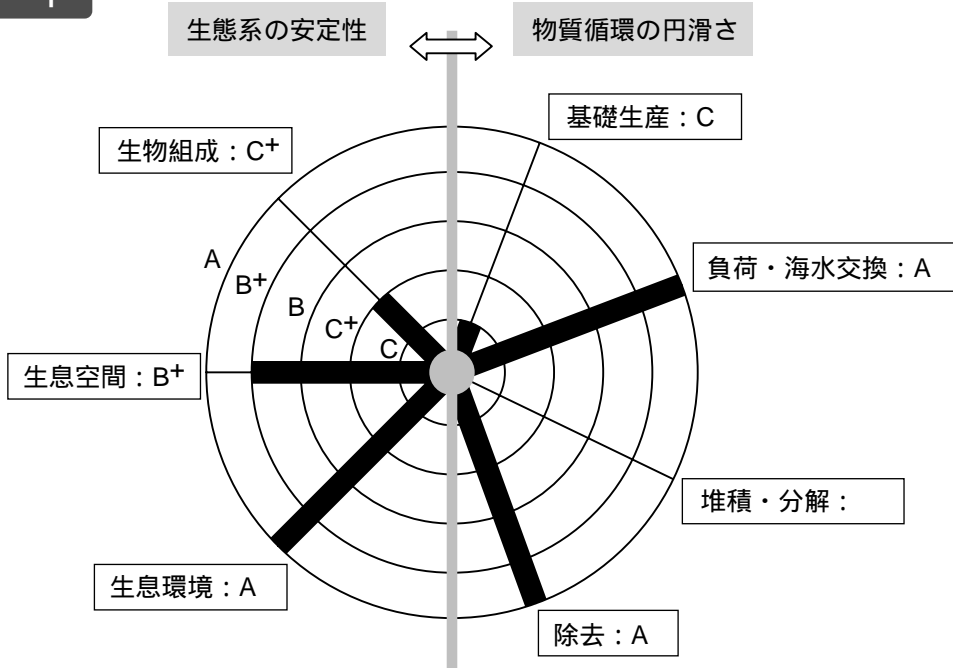 生態系の安定性
物質循環の円滑さ
基礎生産：C
生物組成：C+
負荷・海水交換：A
A
B+
B
C+
C
生息空間：B+
堆積・分解：
生息環境：A
除去：A